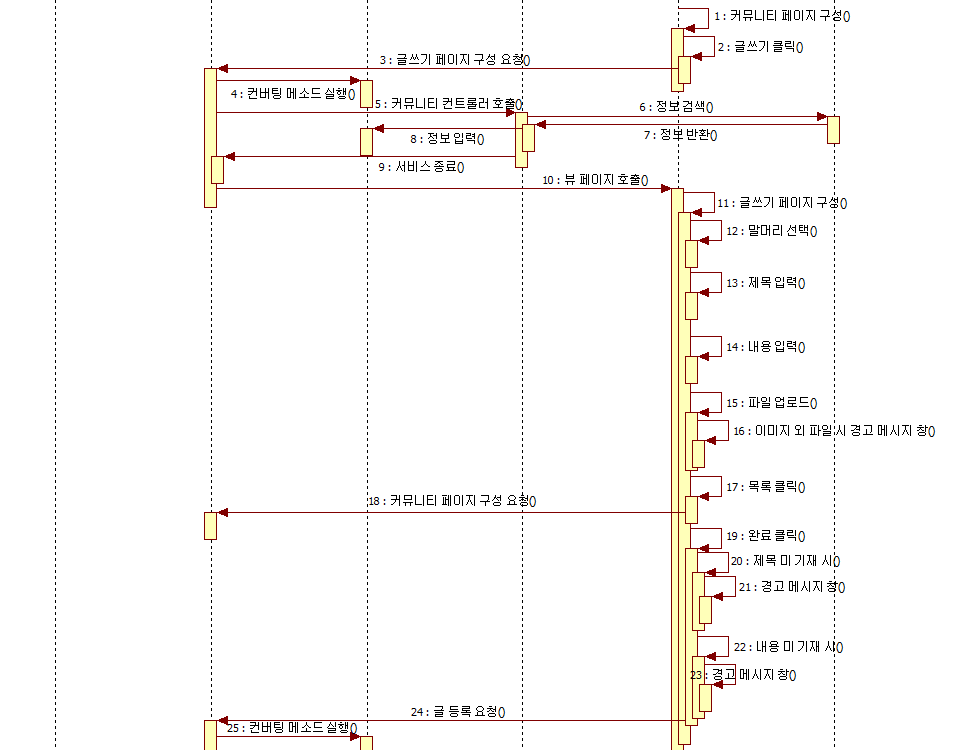 1 : 커뮤니티 페이지 구성()
2 : 글쓰기 클릭()
3 : 글쓰기 페이지 구성 요청()
4 : 컨버팅 메소드 실행()
5 : 커뮤니티 컨트롤러 호출()
6 : 정보 검색()
7 : 정보 반환()
8 : 정보 입력()
9 : 서비스 종료()
10 : 뷰 페이지 호출()
11 : 글쓰기 페이지 구성()
12 : 말머리 선택()
13 : 제목 입력()
14 : 내용 입력()
15 : 파일 업로드()
16 : 이미지 외 파일 시 경고 메시지 창()
17 : 목록 클릭()
18 : 커뮤니티 페이지 구성 요청()
19 : 완료 클릭()
20 : 제목 미 기재 시()
21 : 경고 메시지 창()
22 : 내용 미 기재 시()
23 : 경고 메시지 창()
24 : 글 등록 요청()
25 : 컨버팅 메소드 실행()